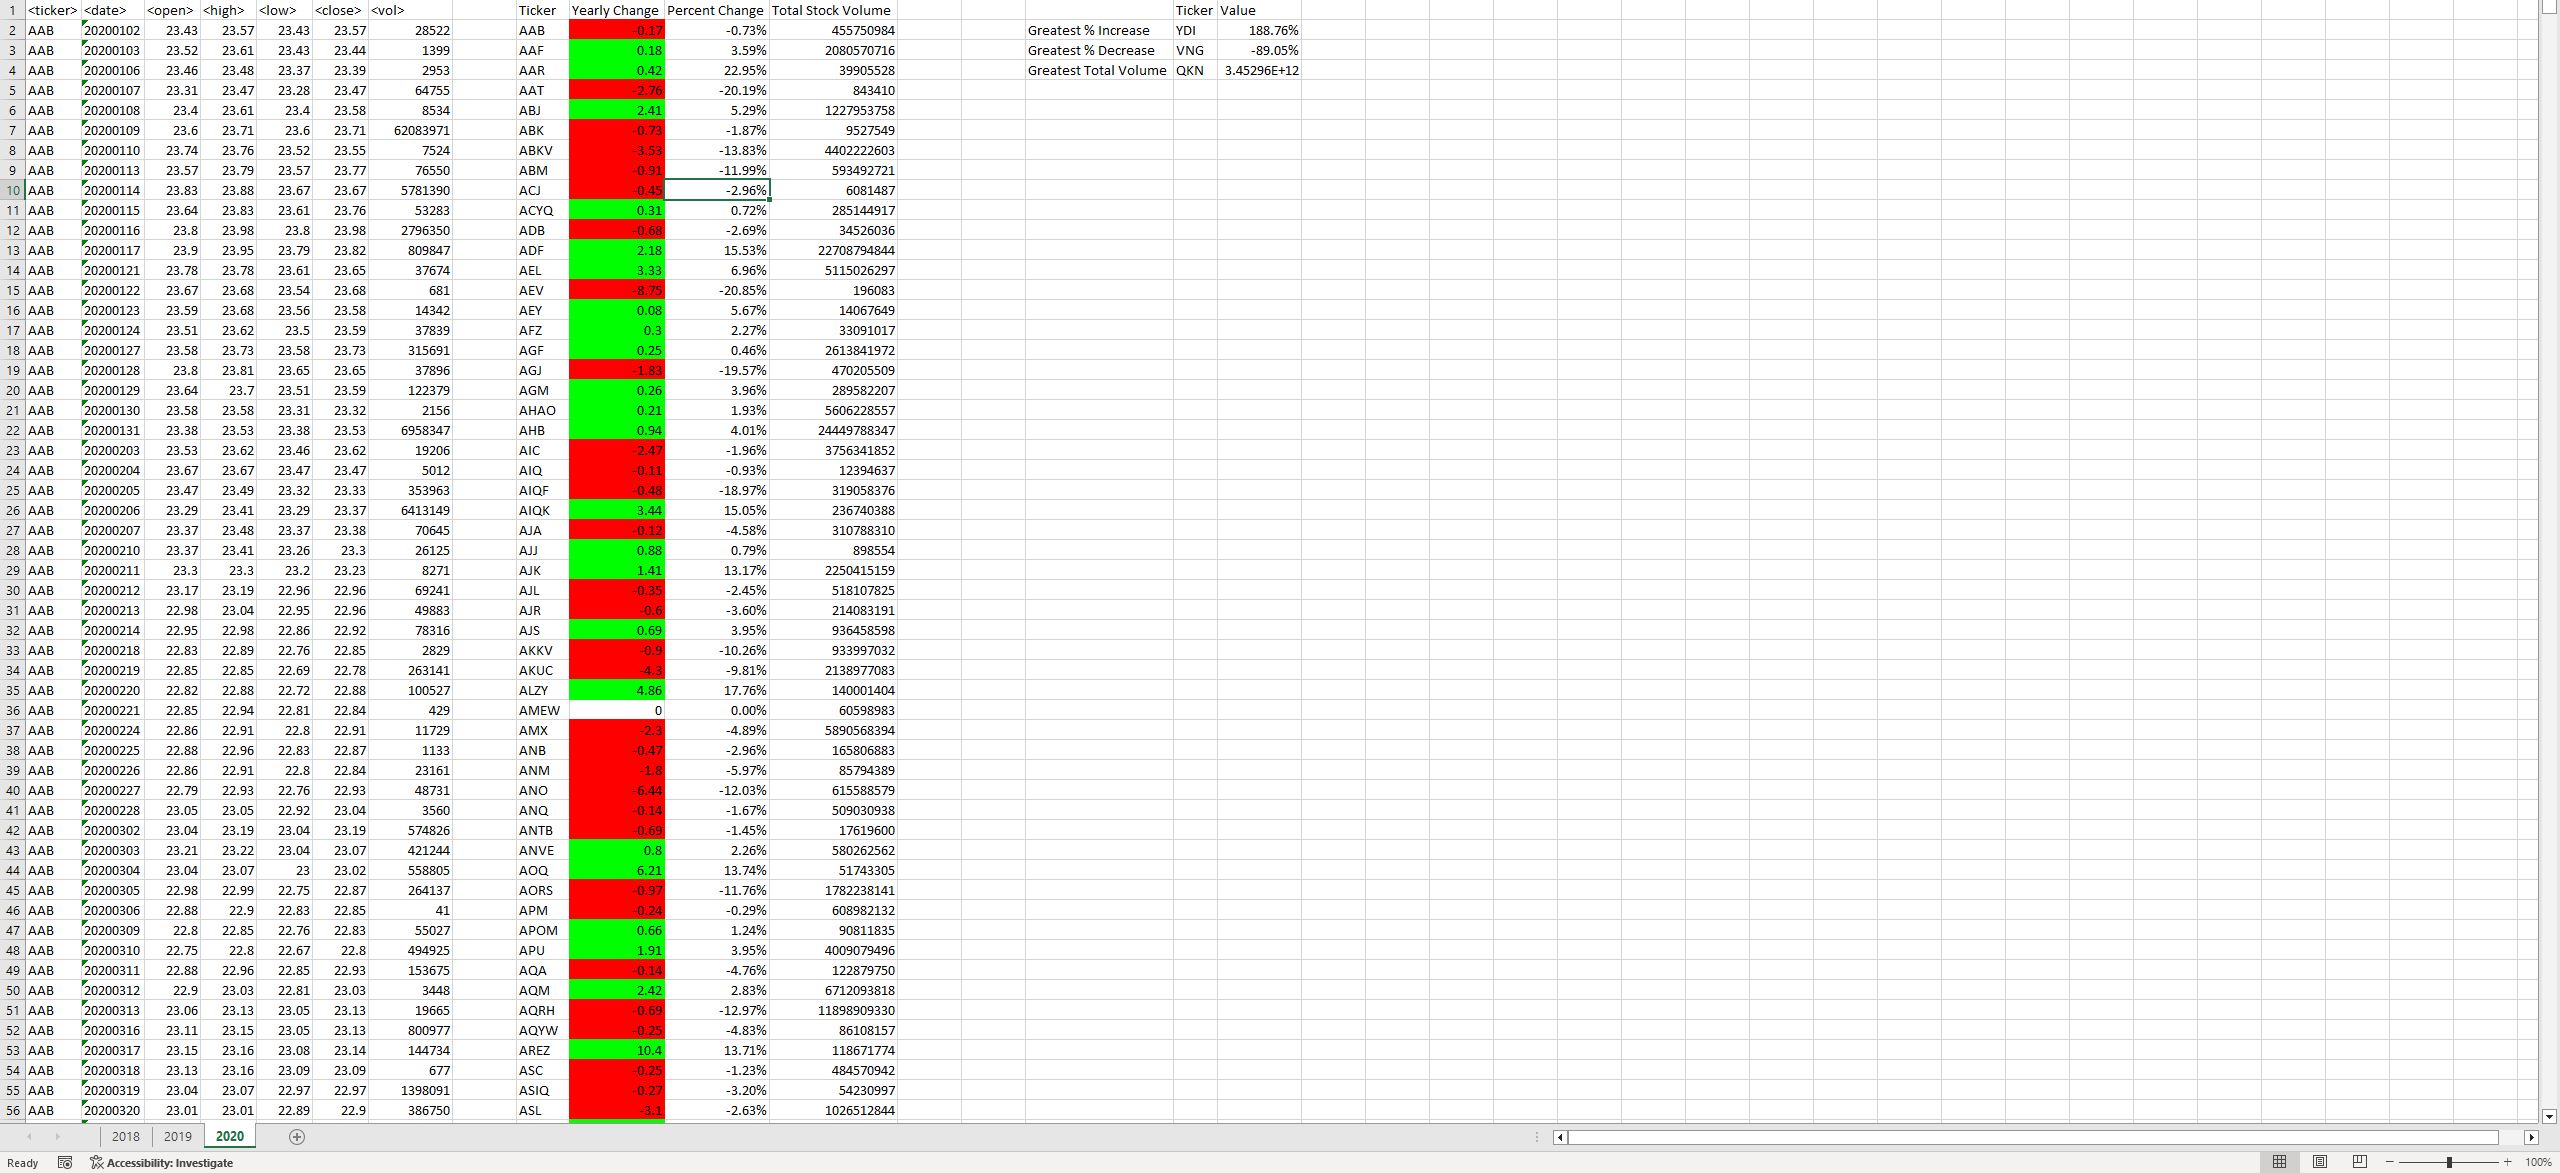 1 <ticker> <date> <open> <high> <low> <close> <vol> Ticker Yearly Change Percent Change Total Stock Volume Ticker Value
2 AAB 20200102 23.43 23.57 23.43 23.57 28522 AAB -0.17 -0.73% 455750984 Greatest % Increase YDI 188.76%
3 AAB 20200103 23.52 23.61 23.43 23.44 1399 AAF 0.18 3.59% 2080570716 Greatest % Decrease VNG -89.05%
4 AAB 20200106 23.46 23.48 23.37 23.39 2953 AAR 0.42 22.95% 39905528 Greatest Total Volume QKN 3.45296E+12
5 AAB 20200107 23.31 23.47 23.28 23.47 64755 AAT -2.76 -20.19% 843410
6 AAB 20200108 23.4 23.61 23.4 23.58 8534 ABJ 2.41 5.29% 1227953758
7 AAB 20200109 23.6 23.71 23.6 23.71 62083971 ABK -0.73 -1.87% 9527549
8 AAB 20200110 23.74 23.76 23.52 23.55 7524 ABKV -3.53 -13.83% 4402222603
9 AAB 20200113 23.57 23.79 23.57 23.77 76550 ABM -0.91 -11.99% 593492721
10 AAB 20200114 23.83 23.88 23.67 23.67 5781390 ACJ -0.45 -2.96% 6081487
11 AAB 20200115 23.64 23.83 23.61 23.76 53283 ACYQ 0.31 0.72% 285144917
12 AAB 20200116 23.8 23.98 23.8 23.98 2796350 ADB -0.68 -2.69% 34526036
13 AAB 20200117 23.9 23.95 23.79 23.82 809847 ADF 2.18 15.53% 22708794844
14 AAB 20200121 23.78 23.78 23.61 23.65 37674 AEL 3.33 6.96% 5115026297
15 AAB 20200122 23.67 23.68 23.54 23.68 681 AEV -8.75 -20.85% 196083
16 AAB 20200123 23.59 23.68 23.56 23.58 14342 AEY 0.08 5.67% 14067649
17 AAB 20200124 23.51 23.62 23.5 23.59 37839 AFZ 0.3 2.27% 33091017
18 AAB 20200127 23.58 23.73 23.58 23.73 315691 AGF 0.25 0.46% 2613841972
19 AAB 20200128 23.8 23.81 23.65 23.65 37896 AGJ -1.83 -19.57% 470205509
20 AAB 20200129 23.64 23.7 23.51 23.59 122379 AGM 0.26 3.96% 289582207
21 AAB 20200130 23.58 23.58 23.31 23.32 2156 AHAO 0.21 1.93% 5606228557
22 AAB 20200131 23.38 23.53 23.38 23.53 6958347 AHB 0.94 4.01% 24449788347
23 AAB 20200203 23.53 23.62 23.46 23.62 19206 AIC -2.47 -1.96% 3756341852
24 AAB 20200204 23.67 23.67 23.47 23.47 5012 AIQ -0.11 -0.93% 12394637
25 AAB 20200205 23.47 23.49 23.32 23.33 353963 AIQF -0.48 -18.97% 319058376
26 AAB 20200206 23.29 23.41 23.29 23.37 6413149 AIQK 3.44 15.05% 236740388
27 AAB 20200207 23.37 23.48 23.37 23.38 70645 AJA -0.12 -4.58% 310788310
28 AAB 20200210 23.37 23.41 23.26 23.3 26125 AJJ 0.88 0.79% 898554
29 AAB 20200211 23.3 23.3 23.2 23.23 8271 AJK 1.41 13.17% 2250415159
30 AAB 20200212 23.17 23.19 22.96 22.96 69241 AJL -0.35 -2.45% 518107825
31 AAB 20200213 22.98 23.04 22.95 22.96 49883 AJR -0.6 -3.60% 214083191
32 AAB 20200214 22.95 22.98 22.86 22.92 78316 AJS 0.69 3.95% 936458598
33 AAB 20200218 22.83 22.89 22.76 22.85 2829 AKKV -0.9 -10.26% 933997032
34 AAB 20200219 22.85 22.85 22.69 22.78 263141 AKUC -4.3 -9.81% 2138977083
35 AAB 20200220 22.82 22.88 22.72 22.88 100527 ALZY 4.86 17.76% 140001404
36 AAB 20200221 22.85 22.94 22.81 22.84 429 AMEW 0 0.00% 60598983
37 AAB 20200224 22.86 22.91 22.8 22.91 11729 AMX -2.3 -4.89% 5890568394
38 AAB 20200225 22.88 22.96 22.83 22.87 1133 ANB -0.47 -2.96% 165806883
39 AAB 20200226 22.86 22.91 22.8 22.84 23161 ANM -1.8 -5.97% 85794389
40 AAB 20200227 22.79 22.93 22.76 22.93 48731 ANO -6.44 -12.03% 615588579
41 AAB 20200228 23.05 23.05 22.92 23.04 3560 ANQ -0.14 -1.67% 509030938
42 AAB 20200302 23.04 23.19 23.04 23.19 574826 ANTB -0.69 -1.45% 17619600
43 AAB 20200303 23.21 23.22 23.04 23.07 421244 ANVE 0.8 2.26% 580262562
44 AAB 20200304 23.04 23.07 23 23.02 558805 AOQ 6.21 13.74% 51743305
45 AAB 20200305 22.98 22.99 22.75 22.87 264137 AORS -0.97 -11.76% 1782238141
46 AAB 20200306 22.88 22.9 22.83 22.85 41 APM -0.24 -0.29% 608982132
47 AAB 20200309 22.8 22.85 22.76 22.83 55027 APOM 0.66 1.24% 90811835
48 AAB 20200310 22.75 22.8 22.67 22.8 494925 APU 1.91 3.95% 4009079496
49 AAB 20200311 22.88 22.96 22.85 22.93 153675 AQA -0.14 -4.76% 122879750
50 AAB 20200312 22.9 23.03 22.81 23.03 3448 AQM 2.42 2.83% 6712093818
51 AAB 20200313 23.06 23.13 23.05 23.13 19665 AQRH -0.69 -12.97% 11898909330
52 AAB 20200316 23.11 23.15 23.05 23.13 800977 AQYW -0.25 -4.83% 86108157
53 AAB 20200317 23.15 23.16 23.08 23.14 144734 AREZ 10.4 13.71% 118671774
54 AAB 20200318 23.13 23.16 23.09 23.09 677 ASC -0.25 -1.23% 484570942
55 AAB 20200319 23.04 23.07 22.97 22.97 1398091 ASIQ -0.27 -3.20% 54230997
56 AAB 20200320 23.01 23.01 22.89 22.9 386750 ASL -3.1 -2.63% 1026512844
2018 2019 2020
Ready Accessibility: Investigate 100%